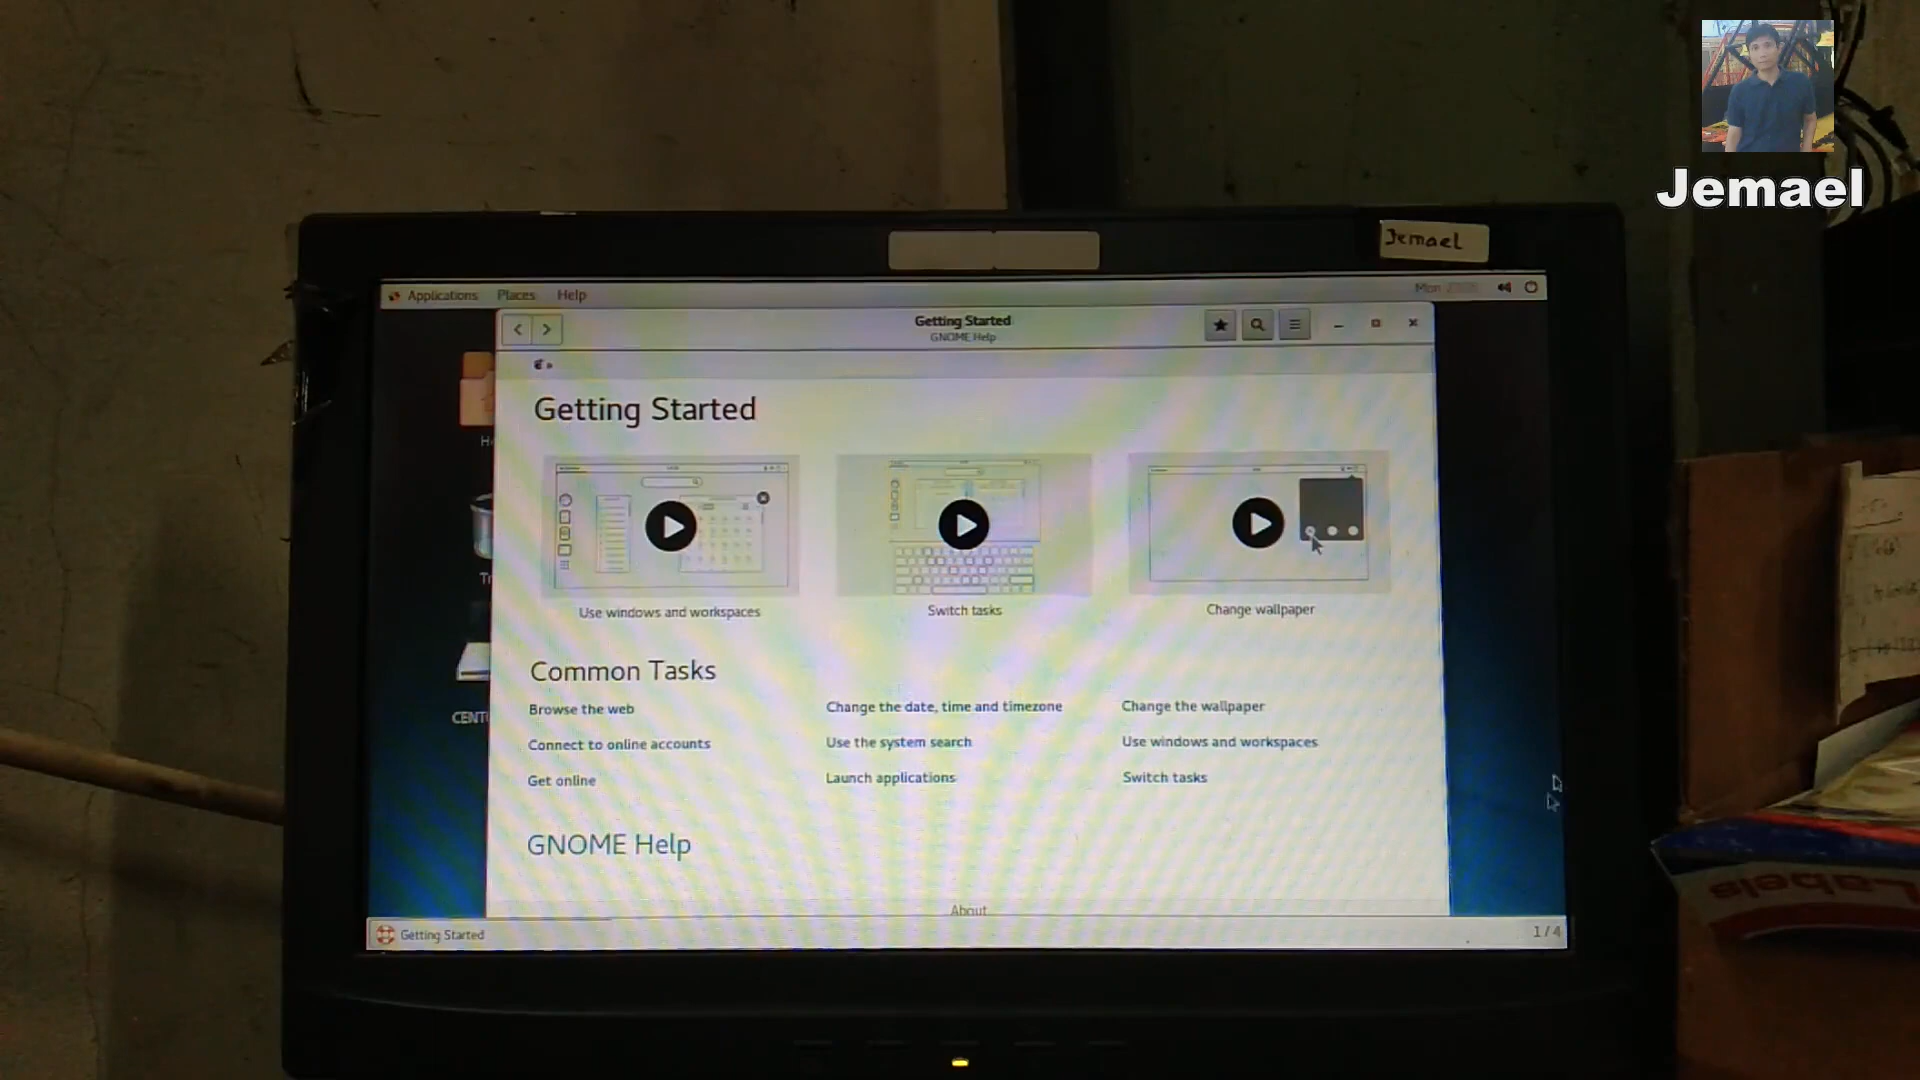 Jemael
Jemael
Applications Places Help
Mon
Getting Started
GNOME Help
Getting Started
Use windows and workspaces
Switch tasks
Change wallpaper
Common Tasks
Browse the web
Change the date, time and timezone
Change the wallpaper
Connect to online accounts
Use the system search
Use windows and workspaces
Get online
Launch applications
Switch tasks
GNOME Help
About
Getting Started
1 / 4
Labels